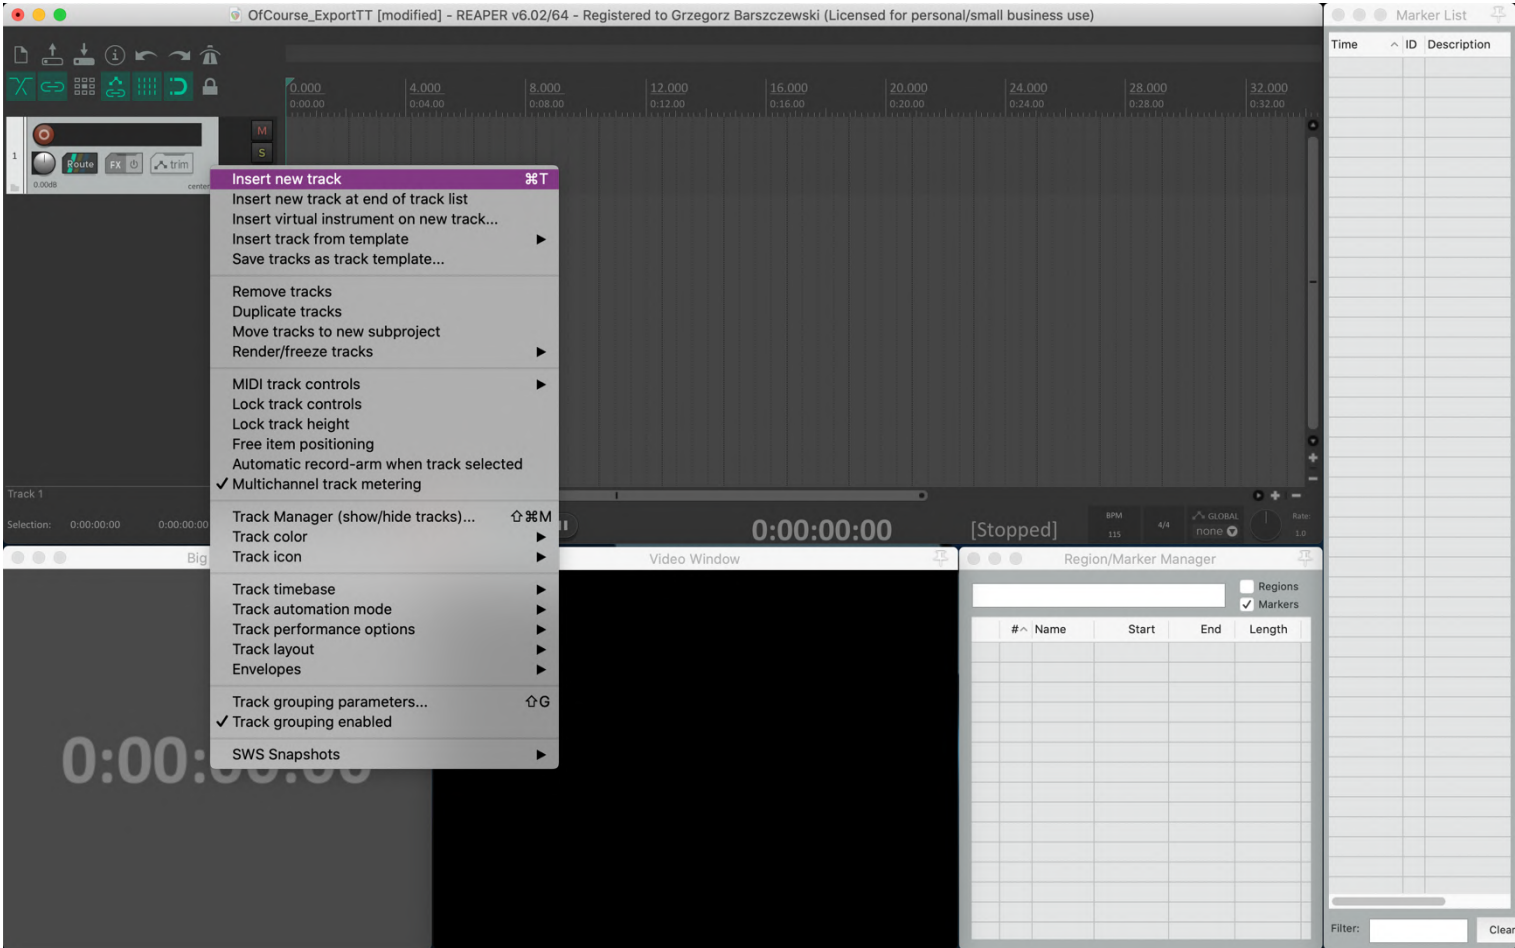 OfCourse_ExportTT [modified] - REAPER v6.02/64 - Registered to Grzegorz Barszczewski (Licensed for personal/small business use)
Marker List
Time ID Description
0.000 4.000 8.000 12.000 16.000 20.000 24.000 28.000 32.000
0:00.00 0:04.00 0:08.00 0:12.00 0:16.00 0:20.00 0:24.00 0:28.00 0:32.00
M
S
1
Route FX trim
0.00dB center
Insert new track ⌘T
Insert new track at end of track list
Insert virtual instrument on new track...
Insert track from template
Save tracks as track template...
Remove tracks
Duplicate tracks
Move tracks to new subproject
Render/freeze tracks
MIDI track controls
Lock track controls
Lock track height
Free item positioning
Automatic record-arm when track selected
✓ Multichannel track metering
Track Manager (show/hide tracks)... ⇧⌘M
Track color
Track icon
Track timebase
Track automation mode
Track performance options
Track layout
Envelopes
Track grouping parameters... ⇧G
✓ Track grouping enabled
SWS Snapshots
Track 1
Selection: 0:00:00:00 0:00:00:00
0:00:00:00 [Stopped]
BPM
115
4/4
GLOBAL
none
Rate:
1.0
Big
0:00:00:00
Video Window
Region/Marker Manager
Regions
✓ Markers
# Name Start End Length
Filter: Clear